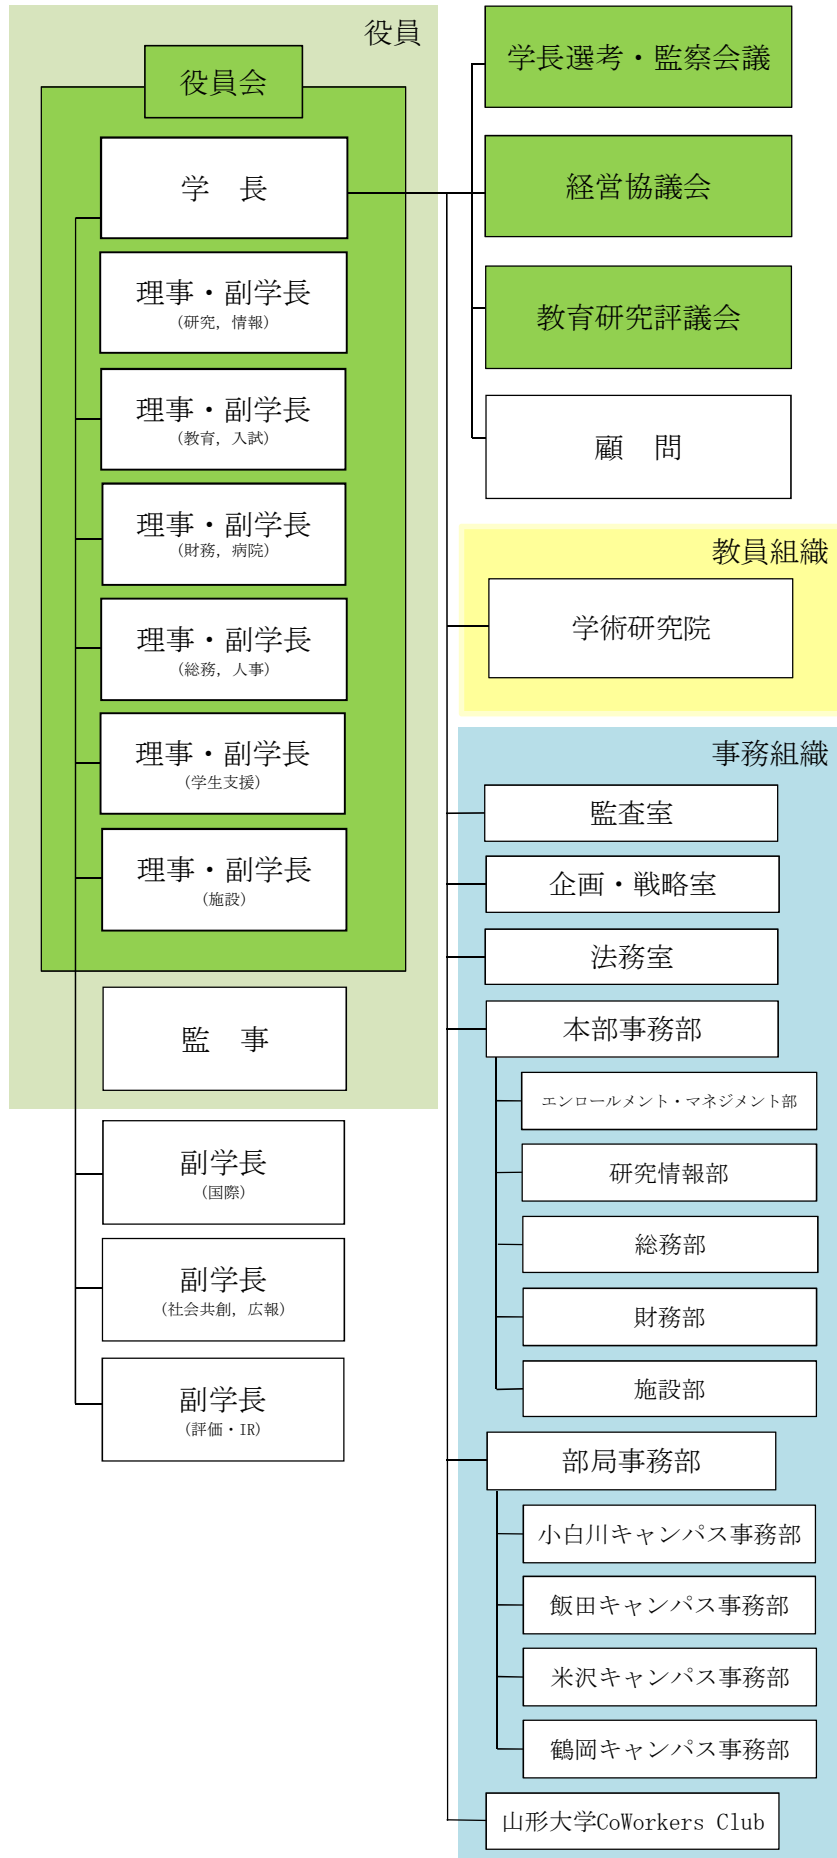 役員
役員会
学　長
理事・副学長
(研究, 情報)
理事・副学長
(教育, 入試)
理事・副学長
(財務, 病院)
理事・副学長
(総務, 人事)
理事・副学長
(学生支援)
理事・副学長
(施設)
監　事
副学長
(国際)
副学長
(社会共創, 広報)
副学長
(評価・IR)
学長選考・監察会議
経営協議会
教育研究評議会
顧　問
教員組織
学術研究院
事務組織
監査室
企画・戦略室
法務室
本部事務部
エンロールメント・マネジメント部
研究情報部
総務部
財務部
施設部
部局事務部
小白川キャンパス事務部
飯田キャンパス事務部
米沢キャンパス事務部
鶴岡キャンパス事務部
山形大学CoWorkers Club